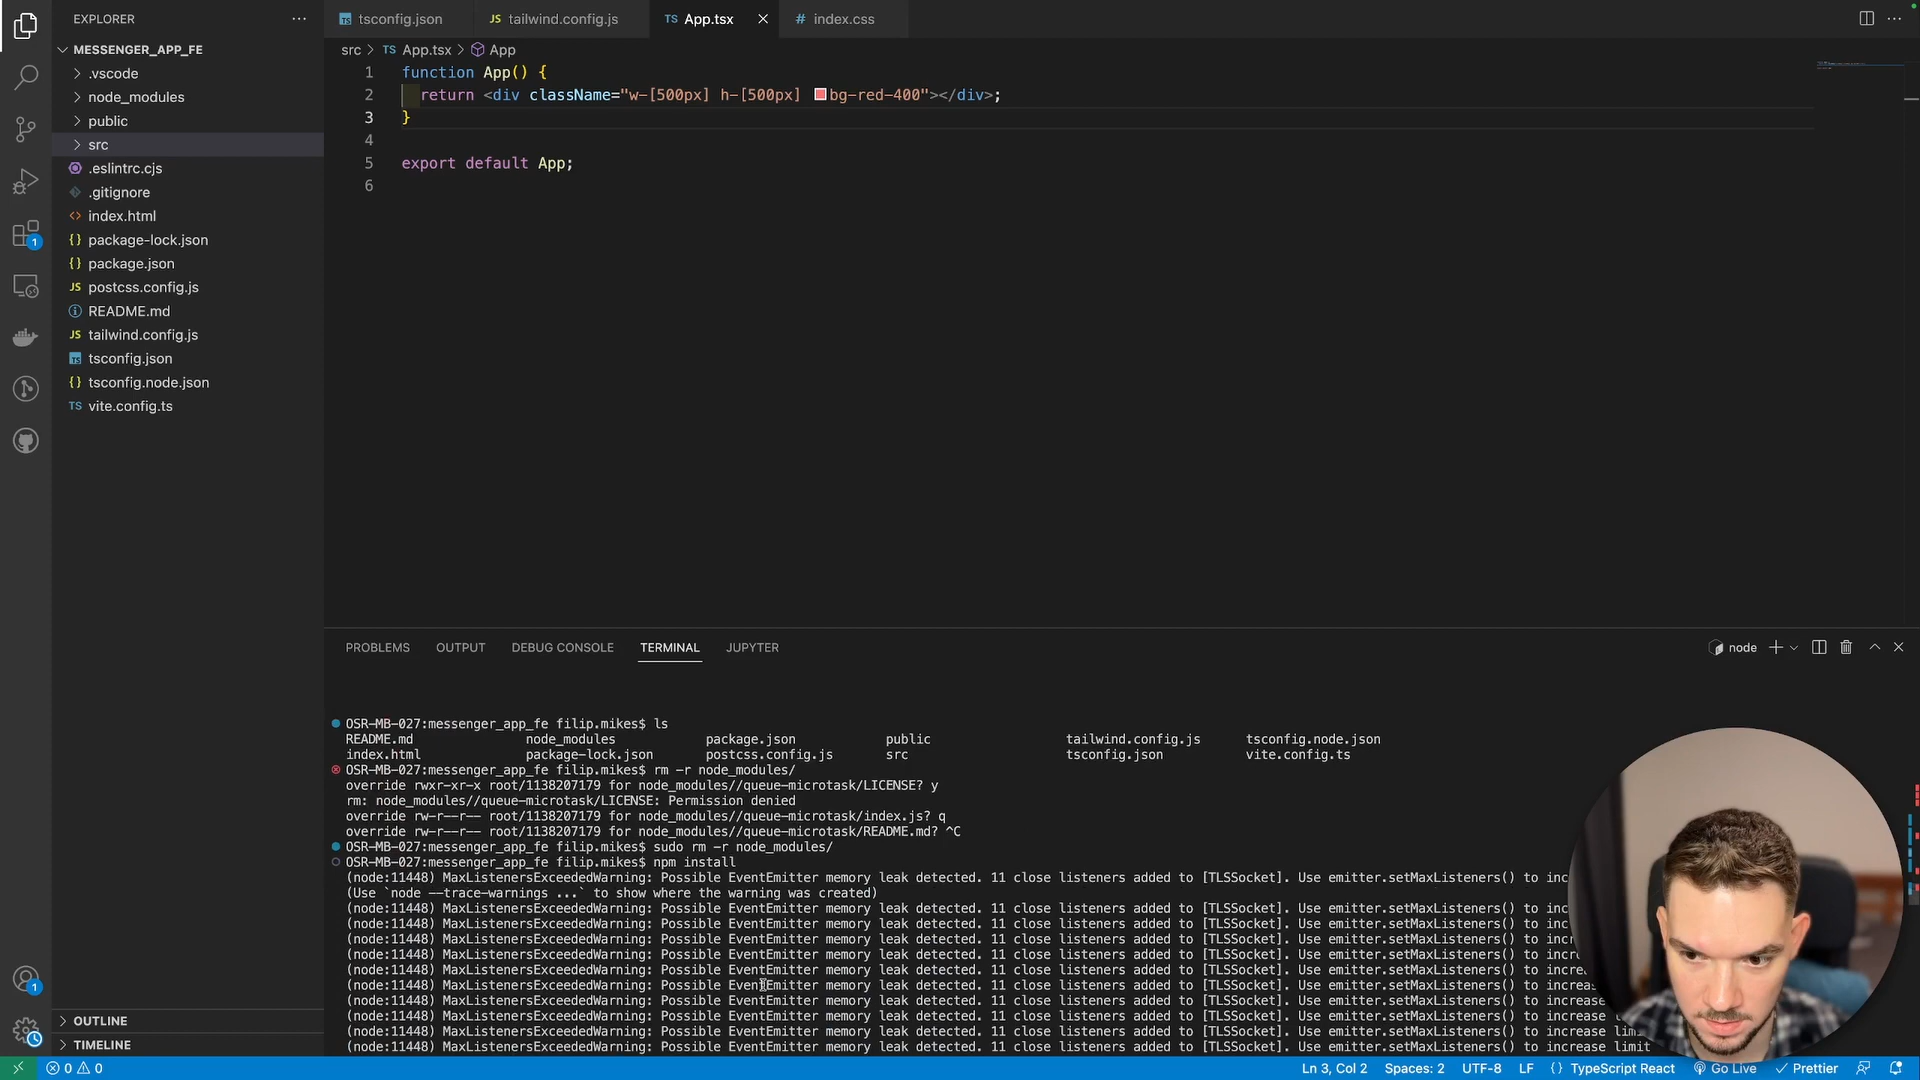 EXPLORER
tsconfig.json
tailwind.config.js
App.tsx
index.css
MESSENGER_APP_FE
.vscode
node_modules
public
src
.eslintrc.cjs
.gitignore
index.html
package-lock.json
package.json
postcss.config.js
README.md
tailwind.config.js
tsconfig.json
tsconfig.node.json
vite.config.ts
OUTLINE
TIMELINE
src > TS App.tsx > App
1 function App() {
2 return <div className="w-[500px] h-[500px] bg-red-400"></div>;
3 }
4
5 export default App;
6
PROBLEMS OUTPUT DEBUG CONSOLE TERMINAL JUPYTER
node
OSR-MB-027:messenger_app_fe filip.mikes$ ls
README.md node_modules package.json public tailwind.config.js tsconfig.node.json
index.html package-lock.json postcss.config.js src tsconfig.json vite.config.ts
OSR-MB-027:messenger_app_fe filip.mikes$ rm -r node_modules/
override rwxr-xr-x root/1138207179 for node_modules//queue-microtask/LICENSE? y
rm: node_modules//queue-microtask/LICENSE: Permission denied
override rw-r--r-- root/1138207179 for node_modules//queue-microtask/index.js? q
override rw-r--r-- root/1138207179 for node_modules//queue-microtask/README.md? ^C
OSR-MB-027:messenger_app_fe filip.mikes$ sudo rm -r node_modules/
OSR-MB-027:messenger_app_fe filip.mikes$ npm install
(node:11448) MaxListenersExceededWarning: Possible EventEmitter memory leak detected. 11 close listeners added to [TLSSocket]. Use emitter.setMaxListeners() to
(Use `node --trace-warnings ...` to show where the warning was created)
(node:11448) MaxListenersExceededWarning: Possible EventEmitter memory leak detected. 11 close listeners added to [TLSSocket]. Use emitter.setMaxListeners() to
(node:11448) MaxListenersExceededWarning: Possible EventEmitter memory leak detected. 11 close listeners added to [TLSSocket]. Use emitter.setMaxListeners() to
(node:11448) MaxListenersExceededWarning: Possible EventEmitter memory leak detected. 11 close listeners added to [TLSSocket]. Use emitter.setMaxListeners() to
(node:11448) MaxListenersExceededWarning: Possible EventEmitter memory leak detected. 11 close listeners added to [TLSSocket]. Use emitter.setMaxListeners() to
(node:11448) MaxListenersExceededWarning: Possible EventEmitter memory leak detected. 11 close listeners added to [TLSSocket]. Use emitter.setMaxListeners() to
(node:11448) MaxListenersExceededWarning: Possible EventEmitter memory leak detected. 11 close listeners added to [TLSSocket]. Use emitter.setMaxListeners() to
(node:11448) MaxListenersExceededWarning: Possible EventEmitter memory leak detected. 11 close listeners added to [TLSSocket]. Use emitter.setMaxListeners() to
(node:11448) MaxListenersExceededWarning: Possible EventEmitter memory leak detected. 11 close listeners added to [TLSSocket]. Use emitter.setMaxListeners() to increase
(node:11448) MaxListenersExceededWarning: Possible EventEmitter memory leak detected. 11 close listeners added to [TLSSocket]. Use emitter.setMaxListeners() to increase
(node:11448) MaxListenersExceededWarning: Possible EventEmitter memory leak detected. 11 close listeners added to [TLSSocket]. Use emitter.setMaxListeners() to increase limit
0 0
Ln 3, Col 2 Spaces: 2 UTF-8 LF {} TypeScript React Go Live Prettier